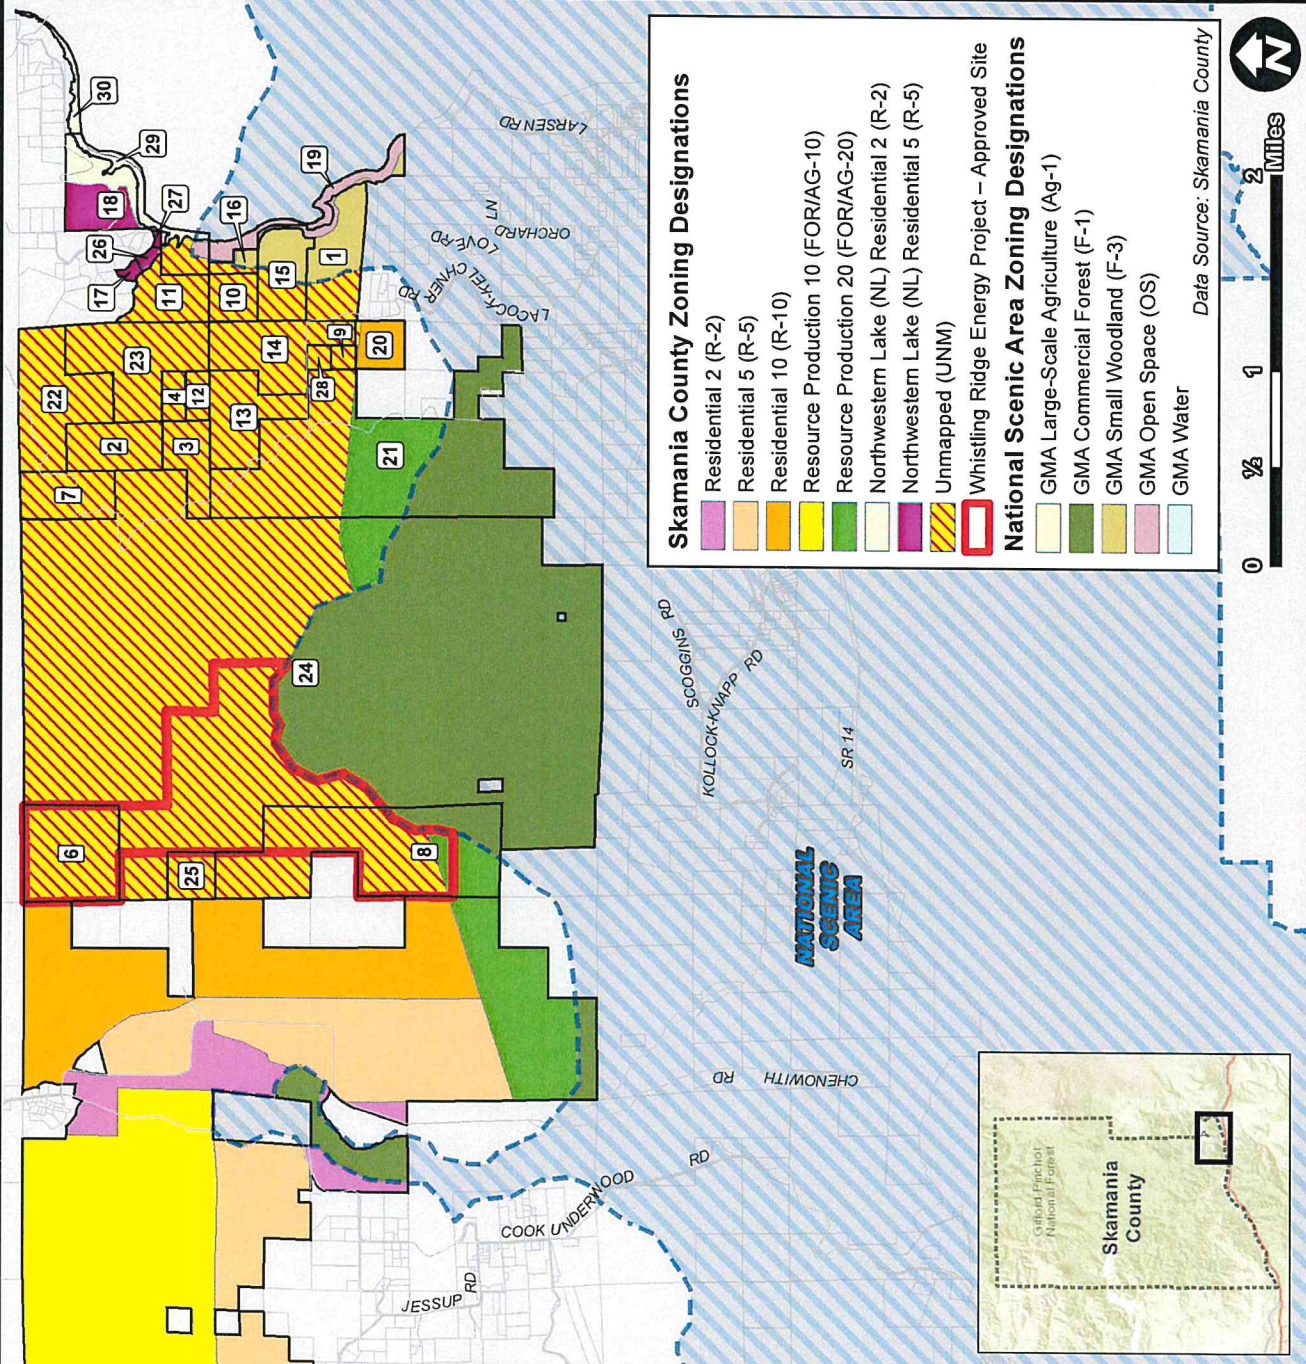 30
29
18
27
26
16
19
17
11
10
15
1
22
23
14
9
20
4
12
28
2
3
13
21
7
24
6
25
8
LARSEN RD
ORCHARD LN
LOVE RD
LACOCK-KELCHNER RD
SCOGGINS RD
KOLLOCK-KNAPP RD
SR 14
NATIONAL
SCENIC
AREA
CHENOWITH RD
COOK UNDERWOOD RD
JESSUP RD
Skamania County Zoning Designations
Residential 2 (R-2)
Residential 5 (R-5)
Residential 10 (R-10)
Resource Production 10 (FOR/AG-10)
Resource Production 20 (FOR/AG-20)
Northwestern Lake (NL) Residential 2 (R-2)
Northwestern Lake (NL) Residential 5 (R-5)
Unmapped (UNM)
Whistling Ridge Energy Project – Approved Site
National Scenic Area Zoning Designations
GMA Large-Scale Agriculture (Ag-1)
GMA Commercial Forest (F-1)
GMA Small Woodland (F-3)
GMA Open Space (OS)
GMA Water
Data Source: Skamania County
0 1/2 1 2
Miles
N
Gifford Pinchot
National Forest
Skamania
County